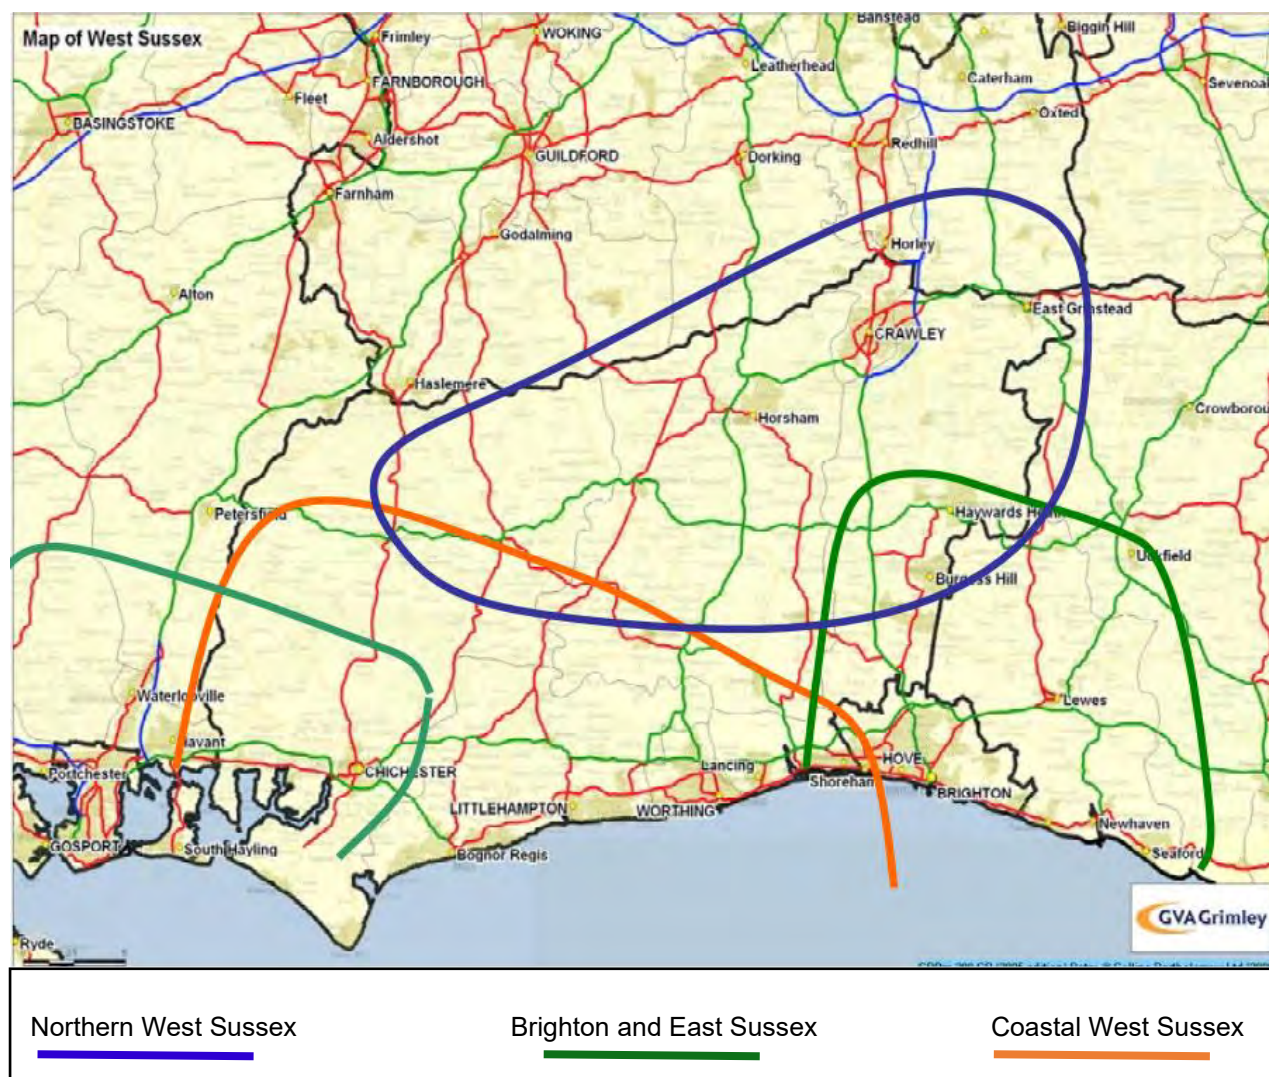 Map of West Sussex
Frimley
WOKING
Banstead
Biggin Hill
Leatherhead
FARNBOROUGH
Fleet
Caterham
Sevenoa
BASINGSTOKE
Oxted
Aldershot
Redhill
GUILDFORD
Dorking
Farnham
Godalming
Horley
Alton
East Grinstead
CRAWLEY
Haslemere
Crowborou
Horsham
Petersfield
Haywards H
Uckfield
Burgess Hill
Waterlooville
Lewes
avant
Portchester
CHICHESTER
Lancing
HOVE
Shoreham
BRIGHTON
LITTLEHAMPTON
WORTHING
Newhaven
GOSPORT
South Hayling
Bognor Regis
Seaford
GVA Grimley
Ryde
Northern West Sussex
Brighton and East Sussex
Coastal West Sussex